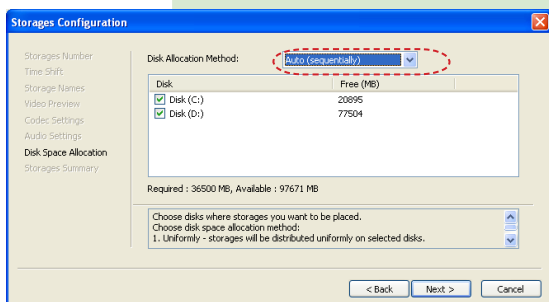 Storages Configuration
Storages Number
Time Shift
Storage Names
Video Preview
Codec Settings
Audio Settings
Disk Space Allocation
Storages Summary
Disk Allocation Method: Auto (sequentially)
Disk Free (MB)
Disk (C:) 20895
Disk (D:) 77504
Required : 36500 MB, Available : 97671 MB
Choose disks where storages you want to be placed.
Choose disk space allocation method:
1. Uniformly - storages will be distributed uniformly on selected disks.
< Back Next > Cancel